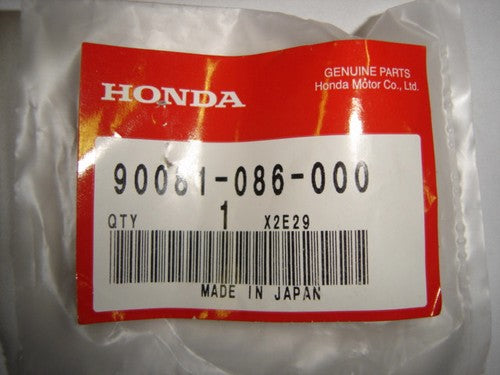 HONDA
GENUINE PARTS
Honda Motor Co., Ltd.
90081-086-000
QTY 1 X2E29
MADE IN JAPAN